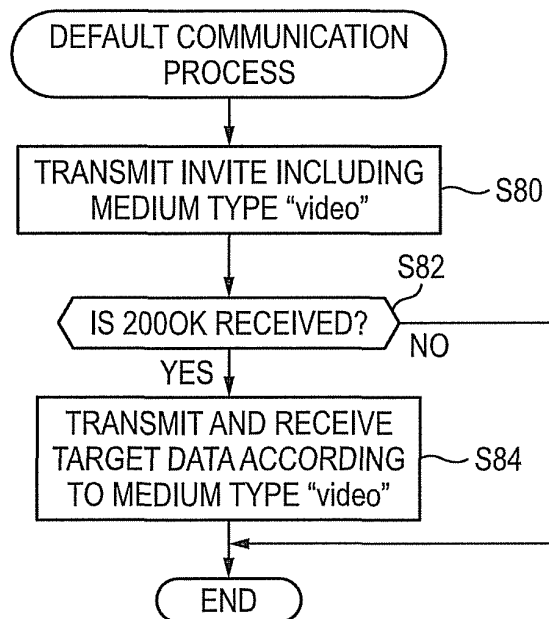 DEFAULT COMMUNICATION
PROCESS
TRANSMIT INVITE INCLUDING
MEDIUM TYPE “video”
S80
S82
IS 200OK RECEIVED?
NO
YES
TRANSMIT AND RECEIVE
TARGET DATA ACCORDING
TO MEDIUM TYPE “video”
S84
END